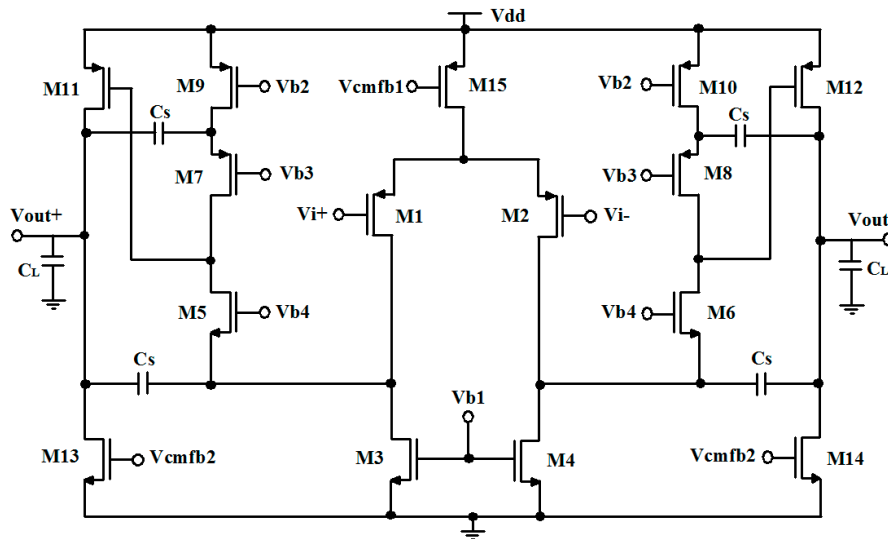 Vdd
M11
M9
Vb2
Vcmfb1
M15
Vb2
M10
M12
Cs
Cs
M7
Vb3
Vb3
M8
Vout+
Vi+
M1
M2
Vi-
Vout
CL
CL
M5
Vb4
Vb4
M6
Cs
Cs
Vb1
M13
Vcmfb2
M3
M4
Vcmfb2
M14